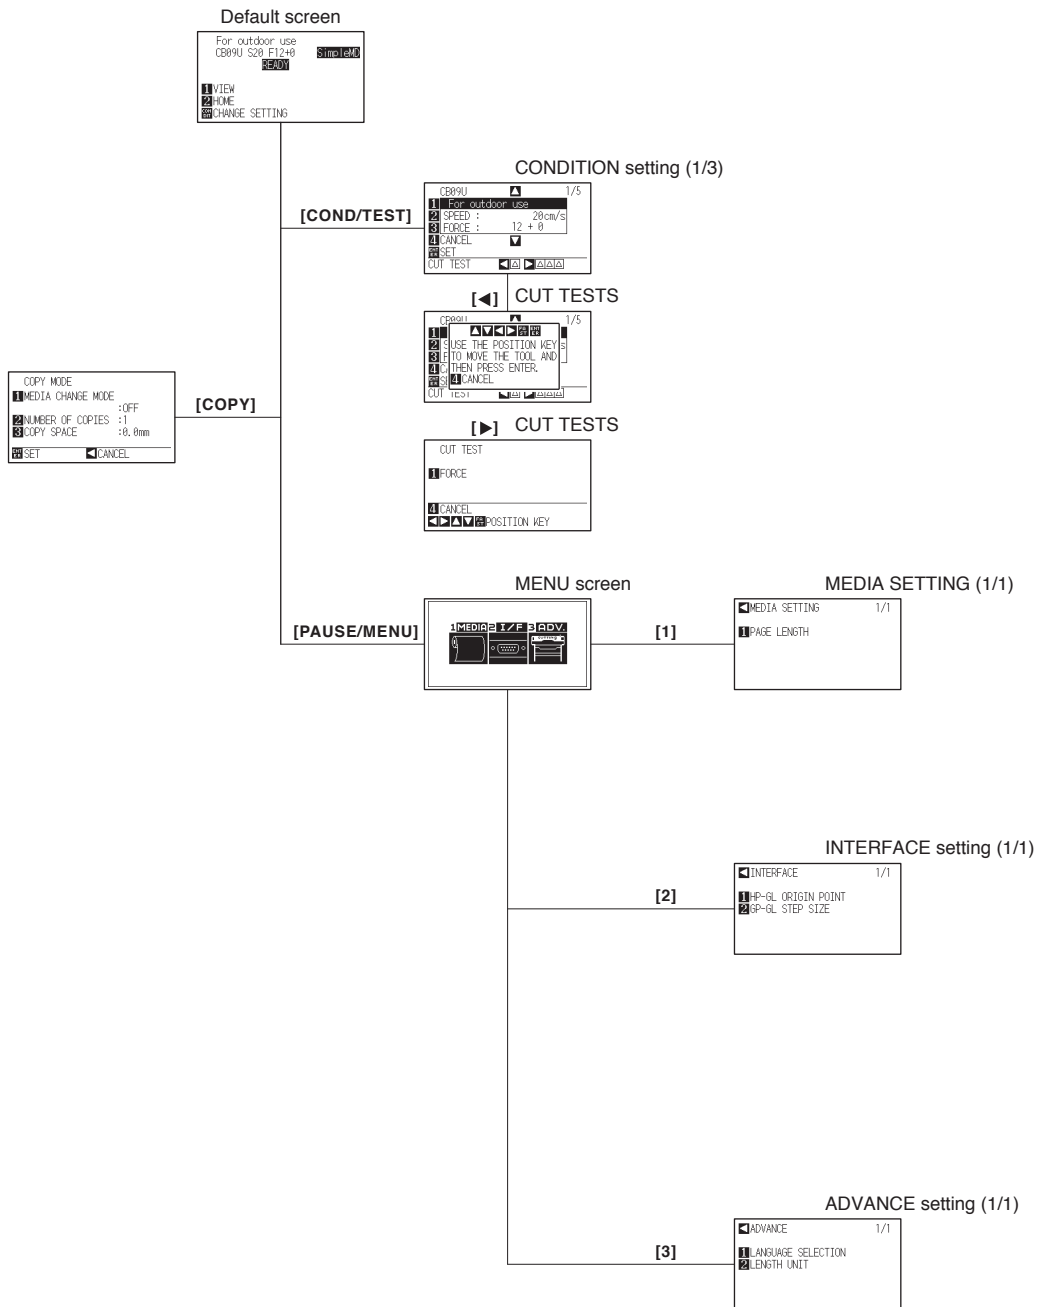 Default screen
For outdoor use
CB09U S20 F12+0 SimpleMD
READY
1 VIEW
2 HOME
CHANGE SETTING
CONDITION setting (1/3)
[COND/TEST]
CB09U ▲ 1/5
1 For outdoor use
2 SPEED : 20cm/s
3 FORCE : 12 + 0
4 CANCEL ▼
SET
CUT TEST ◀△ ▶△△△
[◀] CUT TESTS
CB09U 1/5
▲▼◀▶
USE THE POSITION KEY
TO MOVE THE TOOL AND
THEN PRESS ENTER.
4 CANCEL
CUT TEST
[COPY]
COPY MODE
1 MEDIA CHANGE MODE
:OFF
2 NUMBER OF COPIES :1
3 COPY SPACE :0.0mm
SET ◀CANCEL
[▶] CUT TESTS
CUT TEST
1 FORCE
4 CANCEL
◀▶▲▼ POSITION KEY
MENU screen
[PAUSE/MENU]
1 MEDIA 2 I/F 3 ADV.
MEDIA SETTING (1/1)
[1]
◀MEDIA SETTING 1/1
1 PAGE LENGTH
INTERFACE setting (1/1)
[2]
◀INTERFACE 1/1
1 HP-GL ORIGIN POINT
2 GP-GL STEP SIZE
ADVANCE setting (1/1)
[3]
◀ADVANCE 1/1
1 LANGUAGE SELECTION
2 LENGTH UNIT